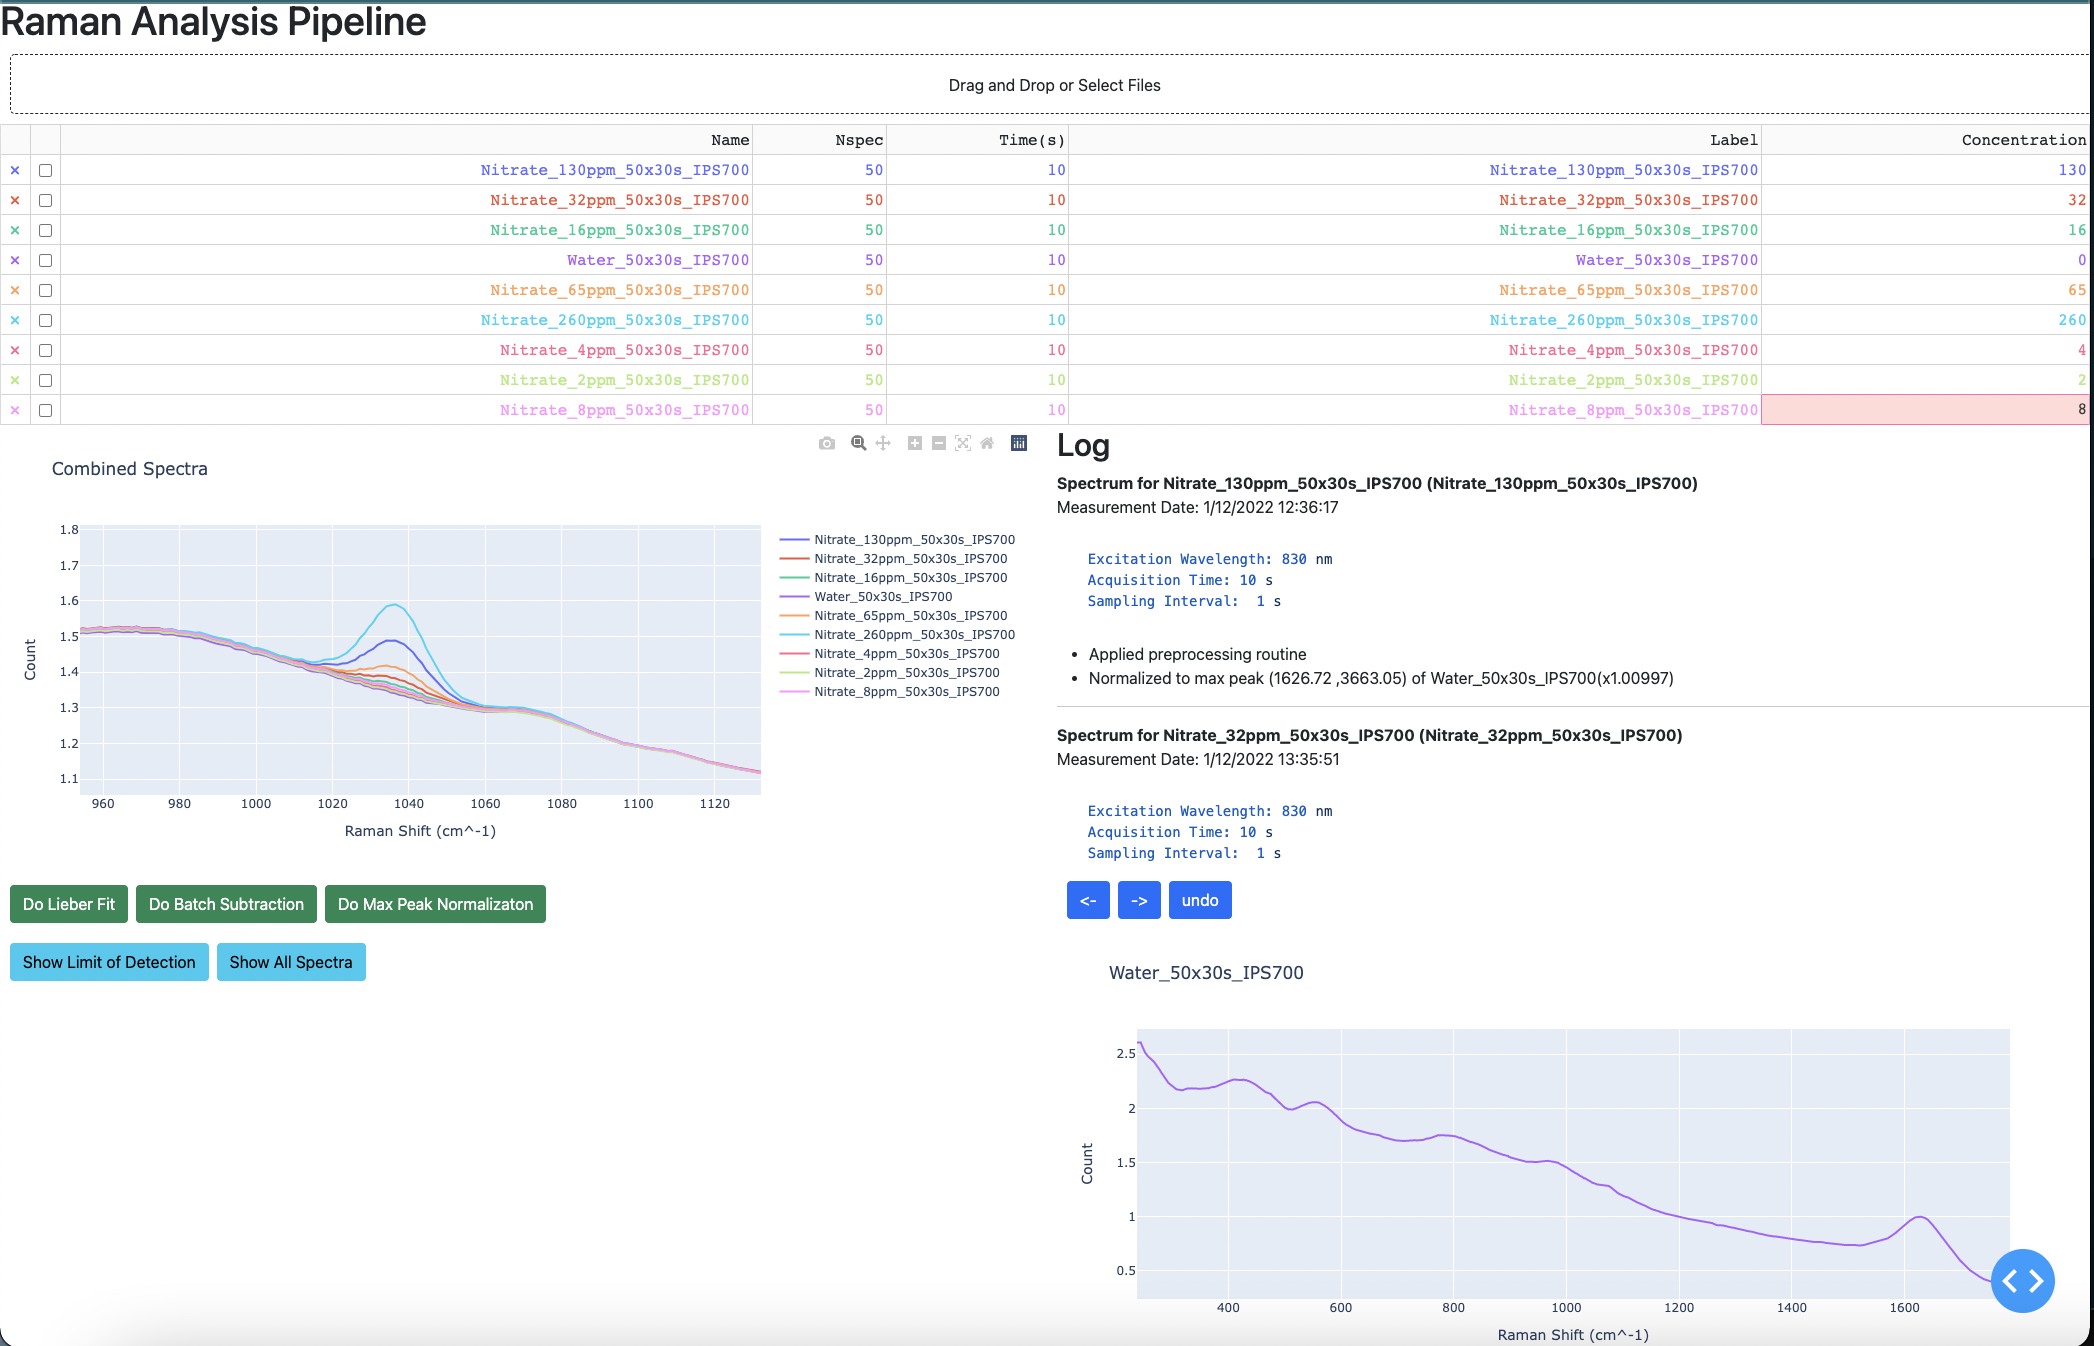 Raman Analysis Pipeline
Drag and Drop or Select Files
Name Nspec Time(s) Label Concentration
× Nitrate_130ppm_50x30s_IPS700 50 10 Nitrate_130ppm_50x30s_IPS700 130
× Nitrate_32ppm_50x30s_IPS700 50 10 Nitrate_32ppm_50x30s_IPS700 32
× Nitrate_16ppm_50x30s_IPS700 50 10 Nitrate_16ppm_50x30s_IPS700 16
× Water_50x30s_IPS700 50 10 Water_50x30s_IPS700 0
× Nitrate_65ppm_50x30s_IPS700 50 10 Nitrate_65ppm_50x30s_IPS700 65
× Nitrate_260ppm_50x30s_IPS700 50 10 Nitrate_260ppm_50x30s_IPS700 260
× Nitrate_4ppm_50x30s_IPS700 50 10 Nitrate_4ppm_50x30s_IPS700 4
× Nitrate_2ppm_50x30s_IPS700 50 10 Nitrate_2ppm_50x30s_IPS700 2
× Nitrate_8ppm_50x30s_IPS700 50 10 Nitrate_8ppm_50x30s_IPS700 8
Combined Spectra
1.8
1.7
1.6
1.5
1.4
1.3
1.2
1.1
Count
960 980 1000 1020 1040 1060 1080 1100 1120
Raman Shift (cm^-1)
Nitrate_130ppm_50x30s_IPS700
Nitrate_32ppm_50x30s_IPS700
Nitrate_16ppm_50x30s_IPS700
Water_50x30s_IPS700
Nitrate_65ppm_50x30s_IPS700
Nitrate_260ppm_50x30s_IPS700
Nitrate_4ppm_50x30s_IPS700
Nitrate_2ppm_50x30s_IPS700
Nitrate_8ppm_50x30s_IPS700
Do Lieber Fit
Do Batch Subtraction
Do Max Peak Normalizaton
Show Limit of Detection
Show All Spectra
Log
Spectrum for Nitrate_130ppm_50x30s_IPS700 (Nitrate_130ppm_50x30s_IPS700)
Measurement Date: 1/12/2022 12:36:17
Excitation Wavelength: 830 nm
Acquisition Time: 10 s
Sampling Interval: 1 s
• Applied preprocessing routine
• Normalized to max peak (1626.72 ,3663.05) of Water_50x30s_IPS700(x1.00997)
Spectrum for Nitrate_32ppm_50x30s_IPS700 (Nitrate_32ppm_50x30s_IPS700)
Measurement Date: 1/12/2022 13:35:51
Excitation Wavelength: 830 nm
Acquisition Time: 10 s
Sampling Interval: 1 s
<-
->
undo
Water_50x30s_IPS700
2.5
2
1.5
1
0.5
Count
400 600 800 1000 1200 1400 1600
Raman Shift (cm^-1)